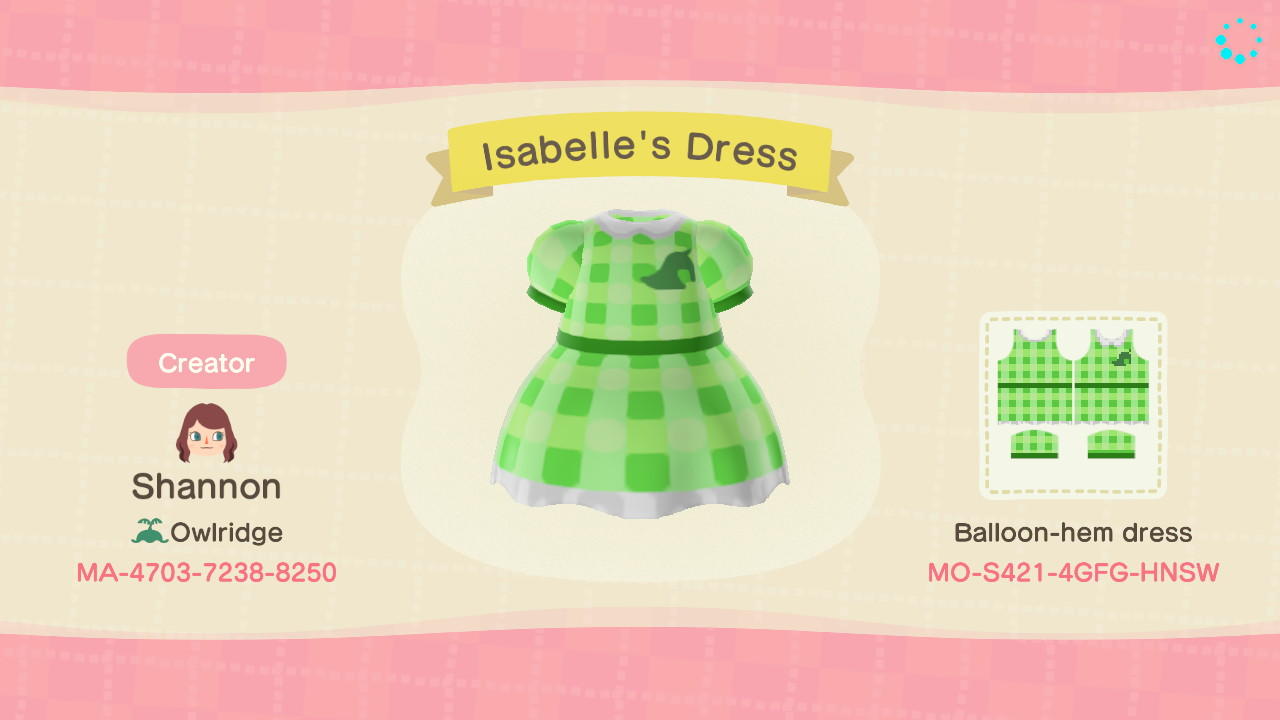 Isabelle's Dress
Creator
Shannon
Owlridge
MA-4703-7238-8250
Balloon-hem dress
MO-S421-4GFG-HNSW